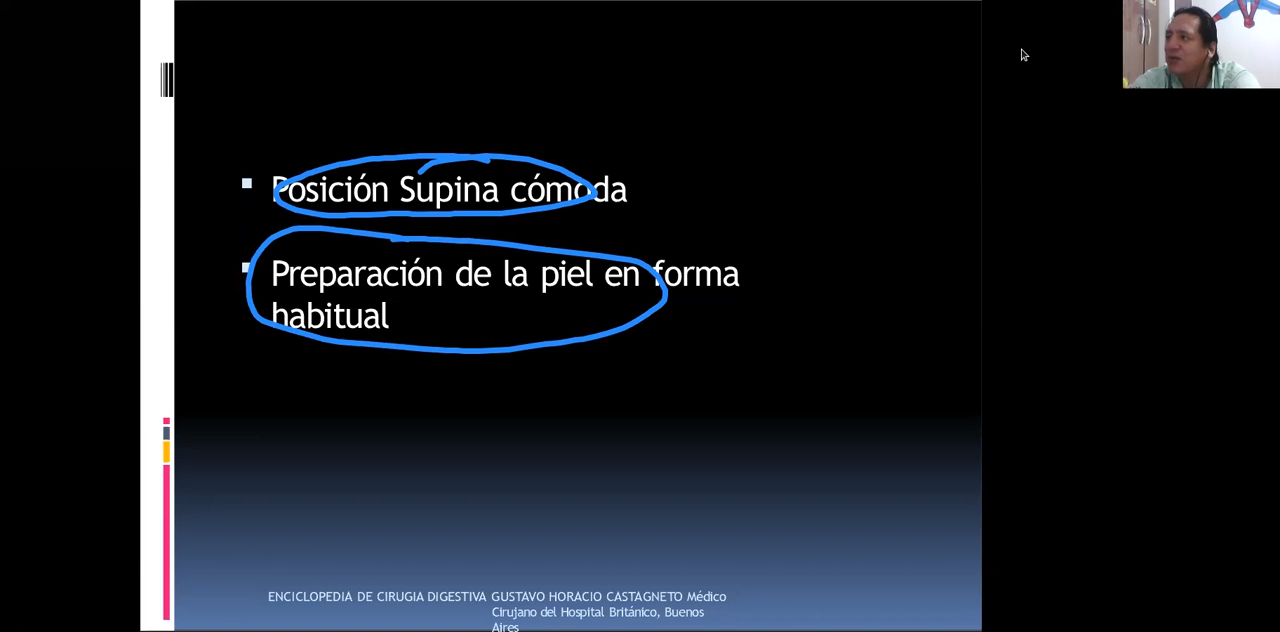 Posición Supina cómoda
Preparación de la piel en forma
habitual
ENCICLOPEDIA DE CIRUGIA DIGESTIVA GUSTAVO HORACIO CASTAGNETO Médico
Cirujano del Hospital Británico, Buenos
Aires